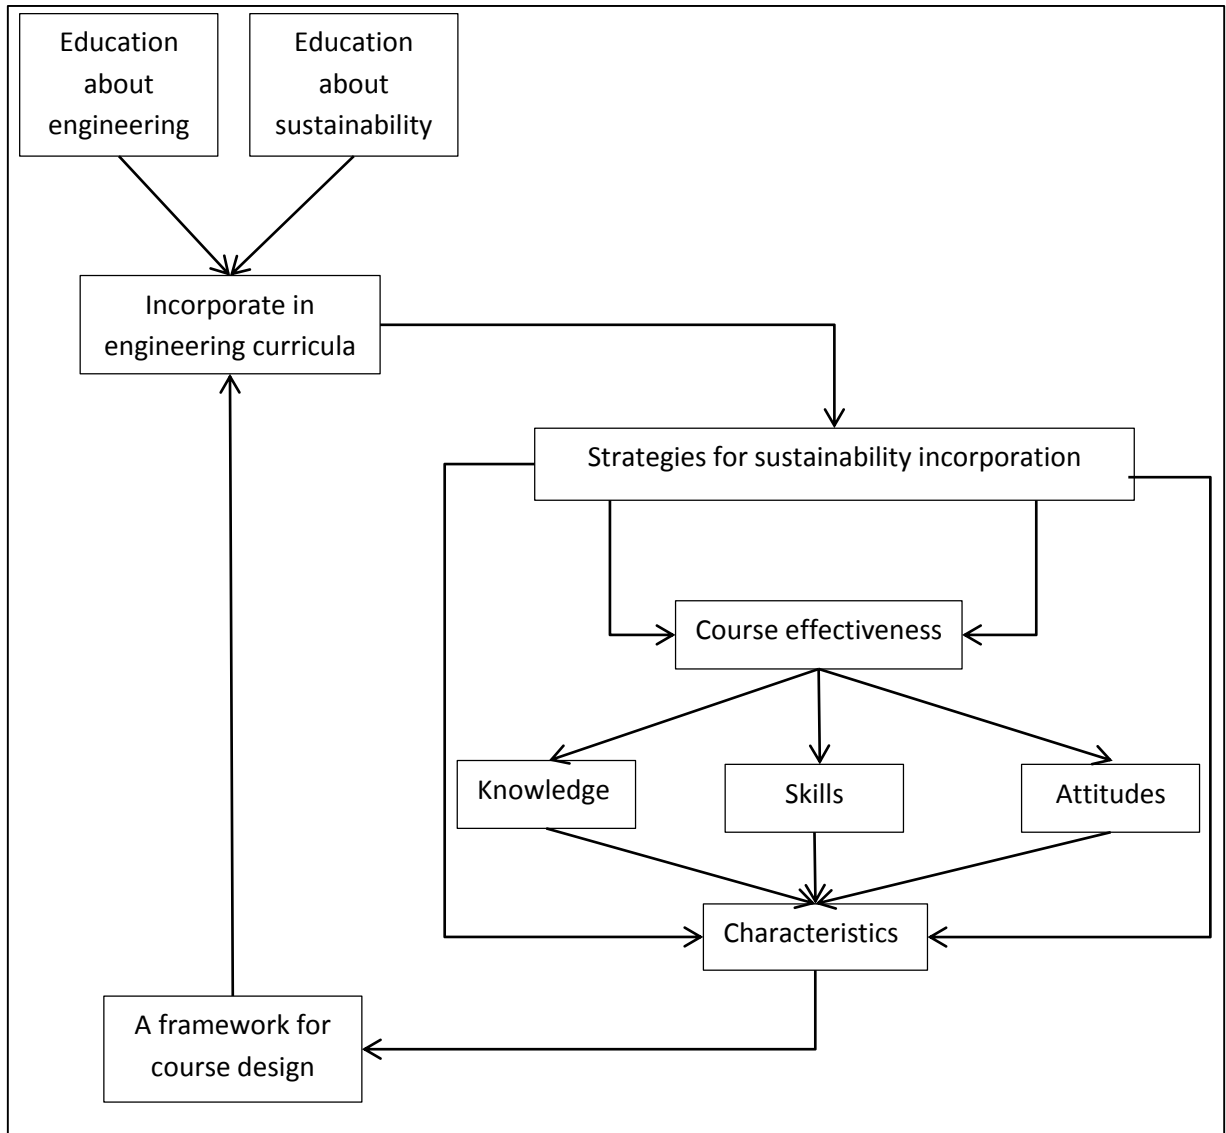 Education
about
engineering
Education
about
sustainability
Incorporate in
engineering curricula
Strategies for sustainability incorporation
Course effectiveness
Knowledge
Skills
Attitudes
Characteristics
A framework for
course design